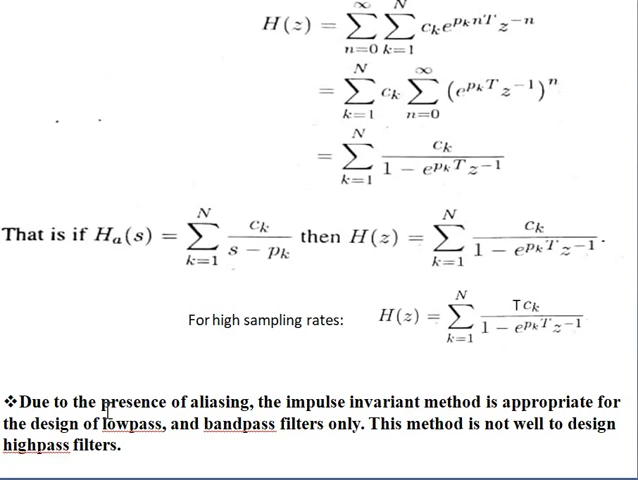 H(z) = ∑_{n=0}^{∞} ∑_{k=1}^{N} c_k e^{p_k nT} z^{-n}
= ∑_{k=1}^{N} c_k ∑_{n=0}^{∞} (e^{p_k T} z^{-1})^n
= ∑_{k=1}^{N} c_k / (1 − e^{p_k T} z^{-1})
That is if H_a(s) = ∑_{k=1}^{N} c_k / (s − p_k) then H(z) = ∑_{k=1}^{N} c_k / (1 − e^{p_k T} z^{-1}).
For high sampling rates: H(z) = ∑_{k=1}^{N} T c_k / (1 − e^{p_k T} z^{-1})
❖Due to the presence of aliasing, the impulse invariant method is appropriate for
the design of lowpass, and bandpass filters only. This method is not well to design
highpass filters.